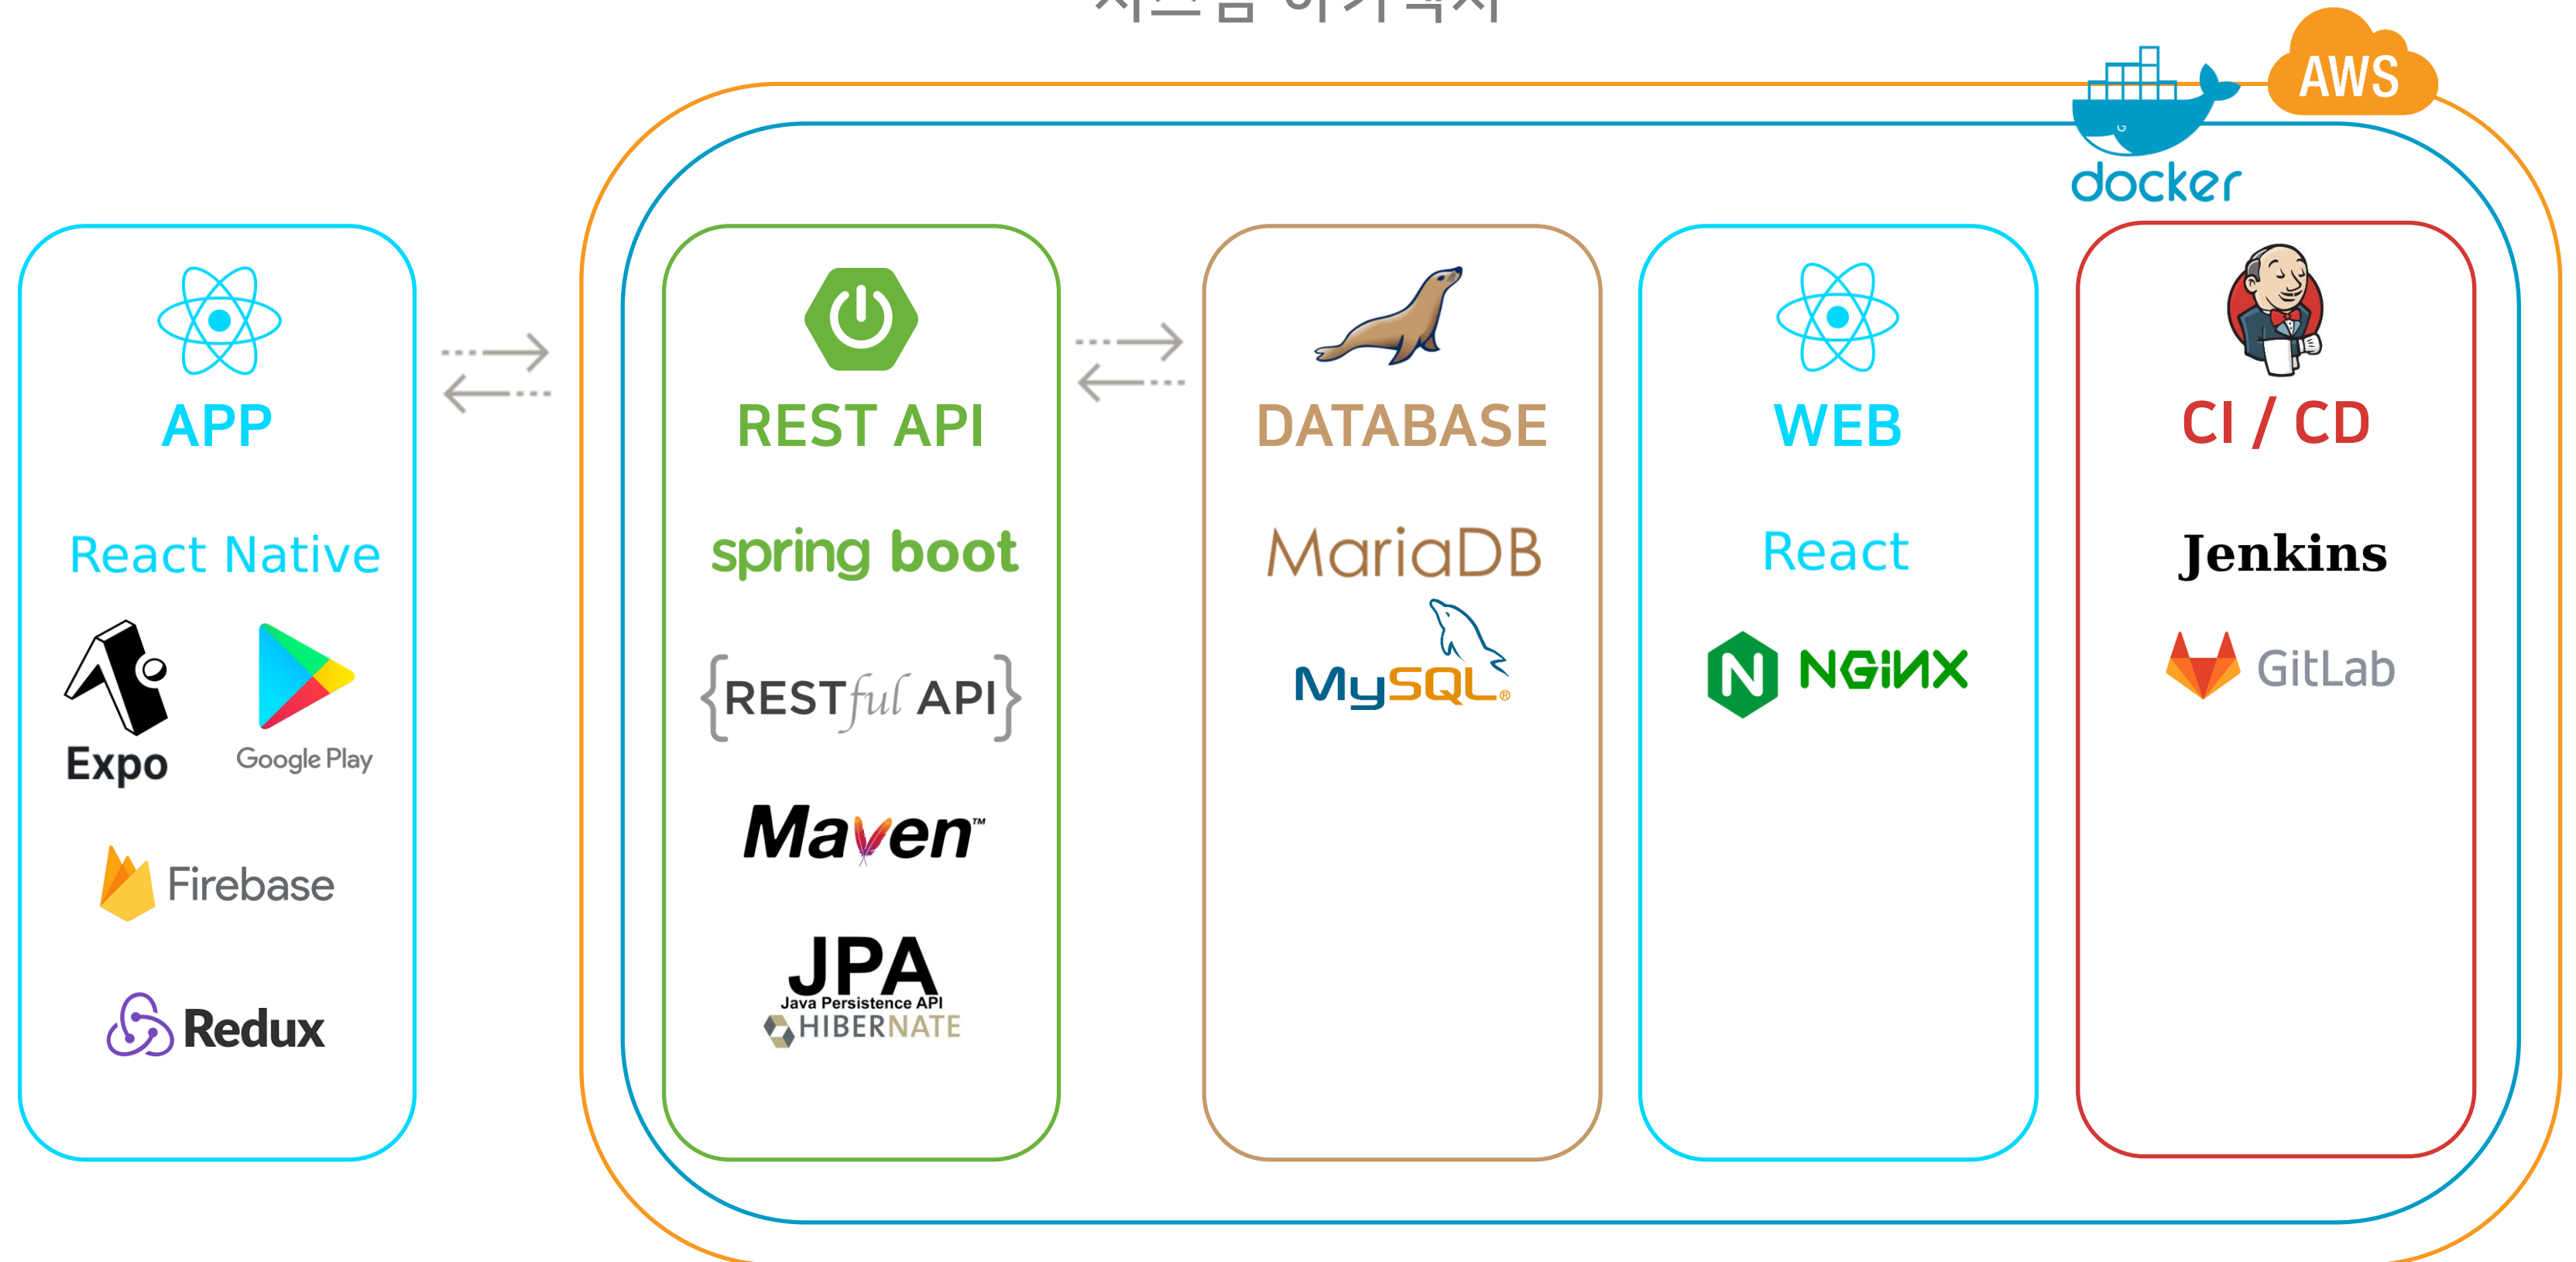 AWS
docker
APP
React Native
Expo
Google Play
Firebase
Redux
REST API
spring boot
{RESTful API}
Maven™
JPA
Java Persistence API
HIBERNATE
DATABASE
MariaDB
MySQL®
WEB
React
N NGiNX
CI / CD
Jenkins
GitLab